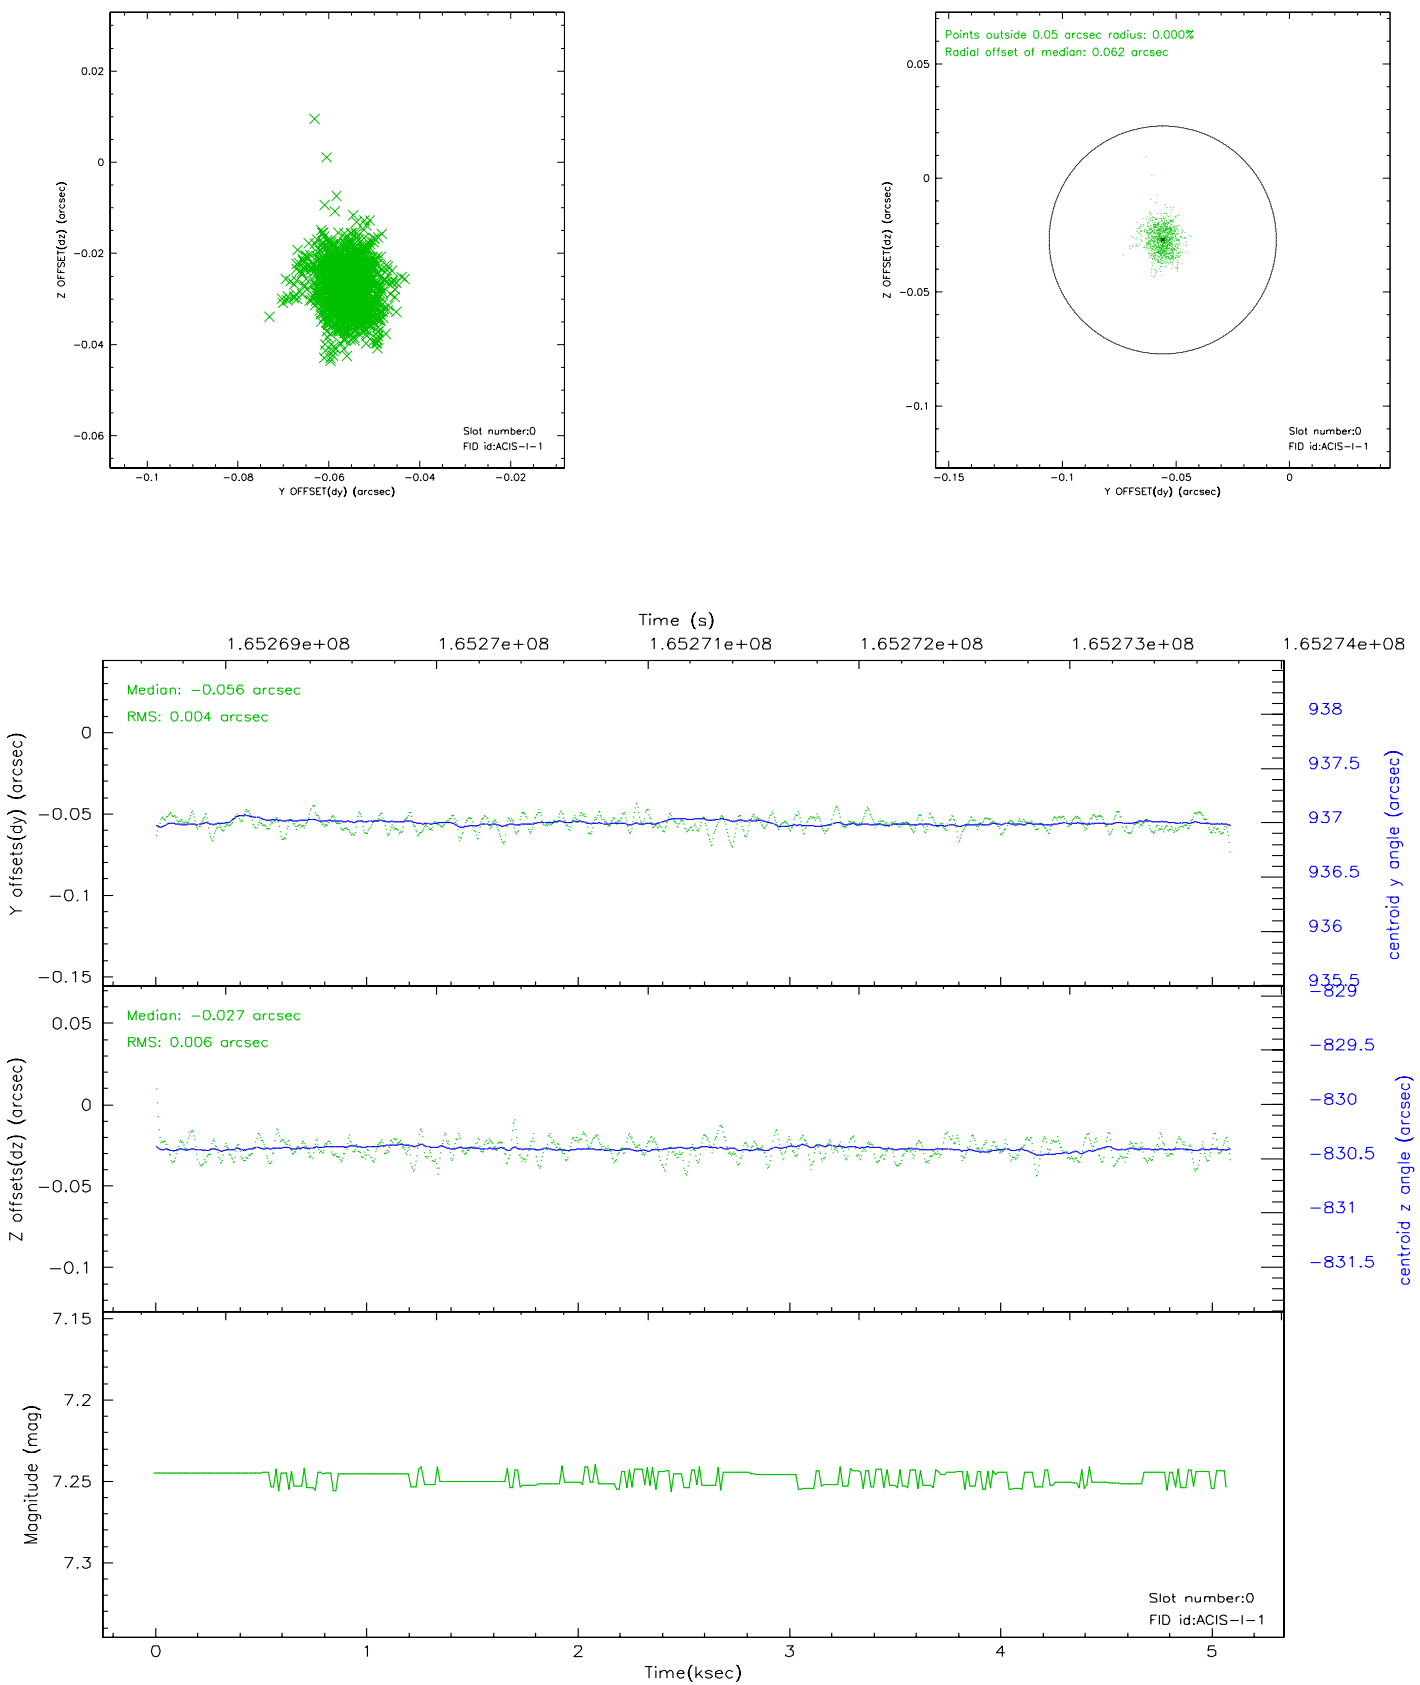 0.02
0
−0.02
−0.04
−0.06
Z OFFSET(dz) (arcsec)
−0.1
−0.08
−0.06
−0.04
−0.02
Y OFFSET(dy) (arcsec)
Slot number:0
FID id:ACIS−I−1
Points outside 0.05 arcsec radius: 0.000%
Radial offset of median: 0.062 arcsec
0.05
0
−0.05
−0.1
Z OFFSET(dz) (arcsec)
−0.15
−0.1
−0.05
0
Y OFFSET(dy) (arcsec)
Slot number:0
FID id:ACIS−I−1
Time (s)
1.65269e+08
1.6527e+08
1.65271e+08
1.65272e+08
1.65273e+08
1.65274e+08
Median: −0.056 arcsec
RMS: 0.004 arcsec
0
−0.05
−0.1
−0.15
Y offsets(dy) (arcsec)
938
937.5
937
936.5
936
935.5
centroid y angle (arcsec)
Median: −0.027 arcsec
RMS: 0.006 arcsec
0.05
0
−0.05
−0.1
Z offsets(dz) (arcsec)
−829
−829.5
−830
−830.5
−831
−831.5
centroid z angle (arcsec)
7.15
7.2
7.25
7.3
Magnitude (mag)
Slot number:0
FID id:ACIS−I−1
0
1
2
3
4
5
Time(ksec)